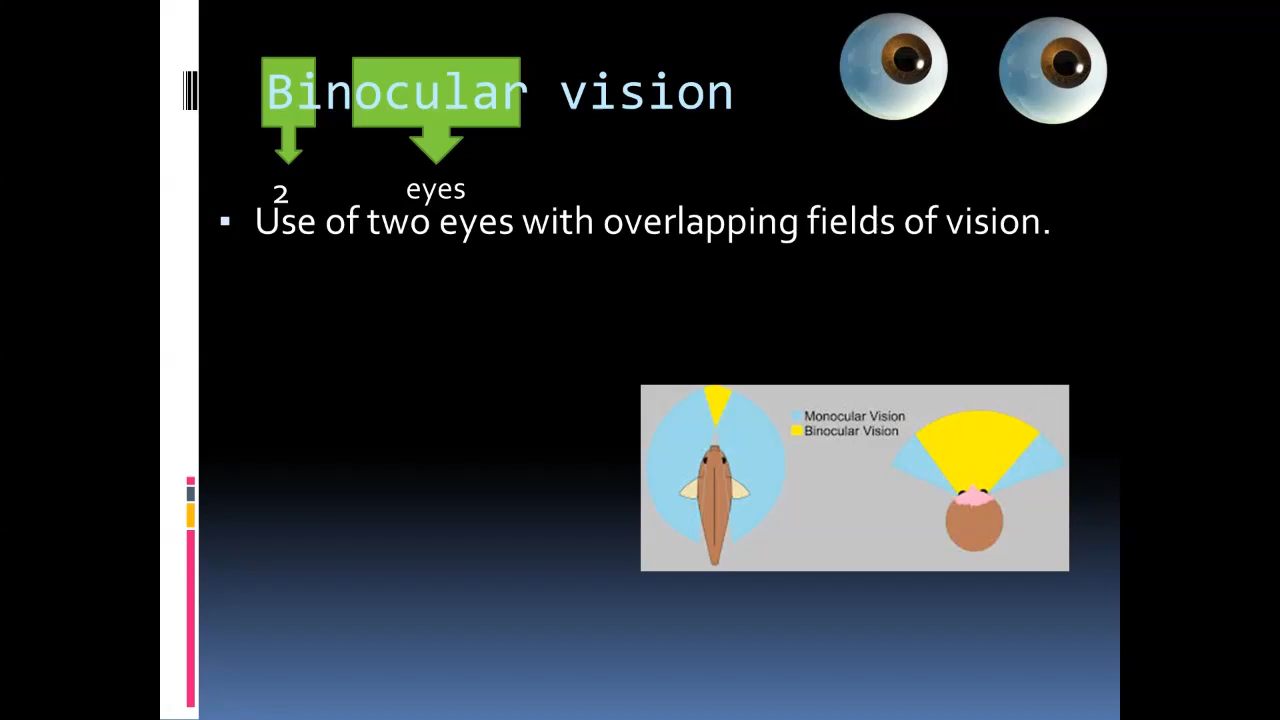 Binocular vision
2 eyes
▪ Use of two eyes with overlapping fields of vision.
Monocular Vision
Binocular Vision